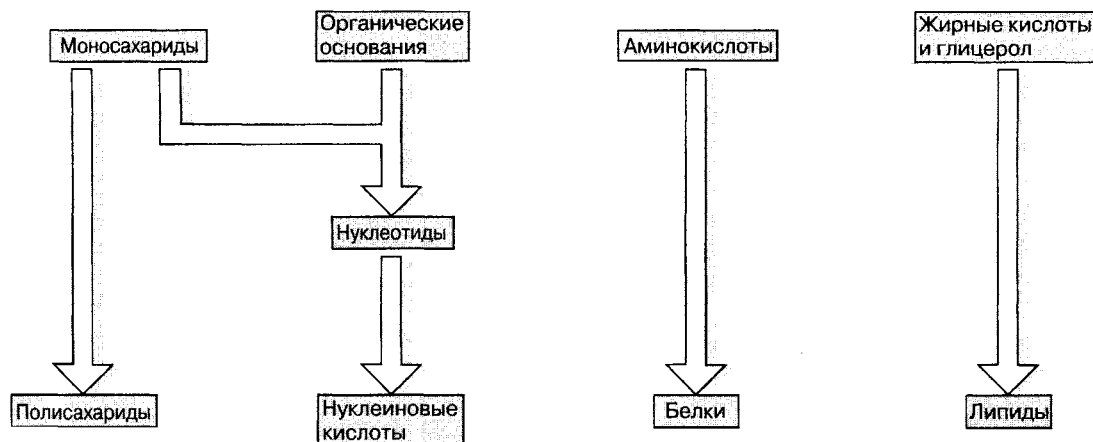 Моносахариды
Органические
основания
Аминокислоты
Жирные кислоты
и глицерол
Нуклеотиды
Полисахариды
Нуклеиновые
кислоты
Белки
Липиды